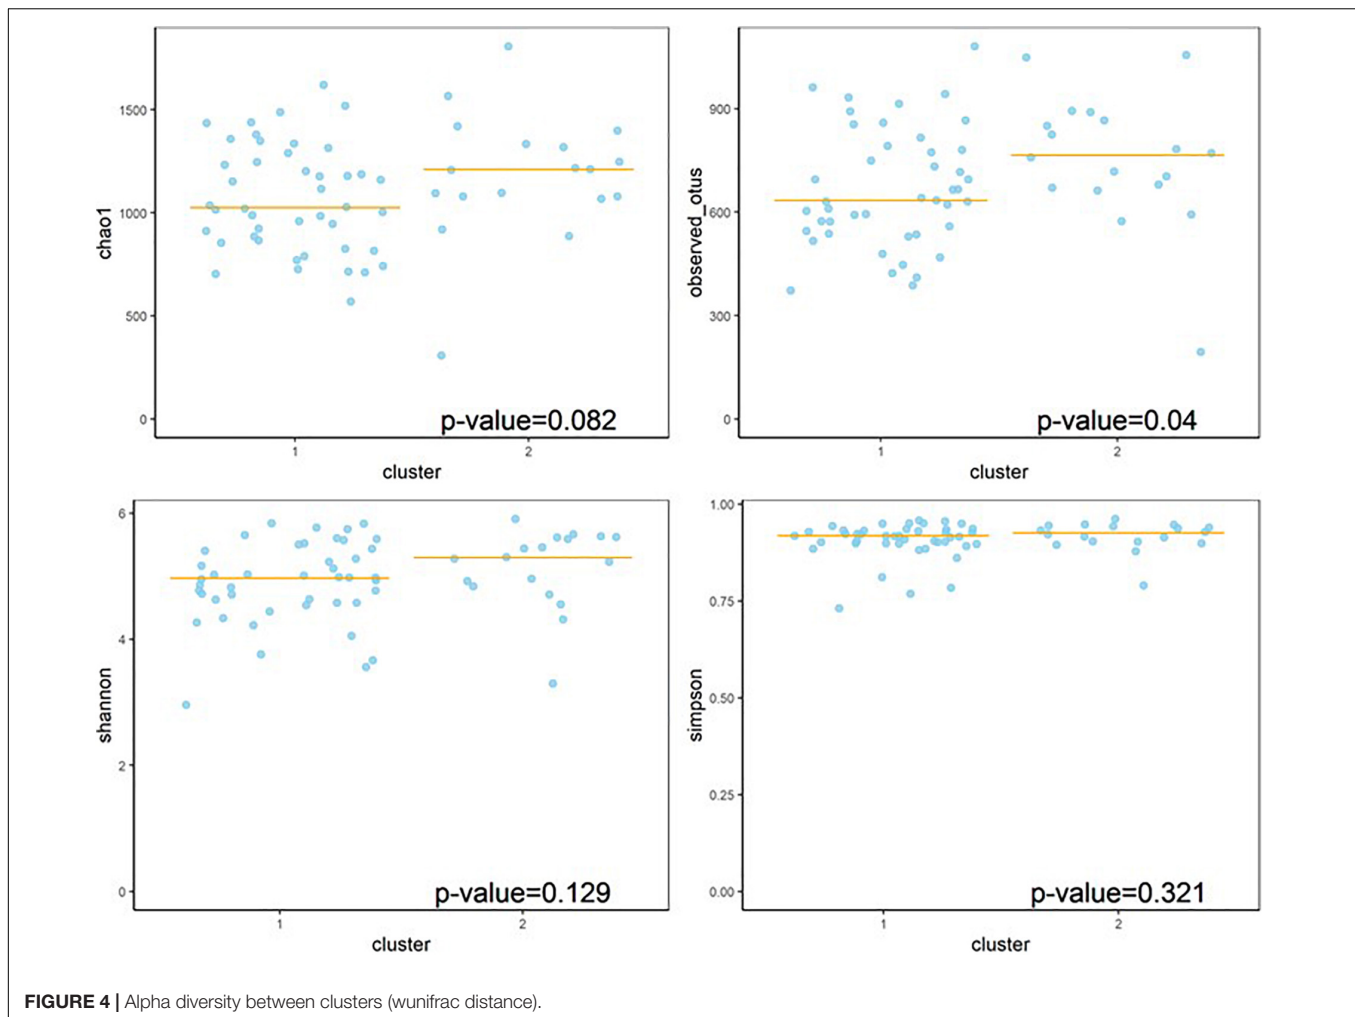 chao1
1500
1000
500
0
p-value=0.082
1
2
cluster
observed_otus
900
600
300
0
p-value=0.04
1
2
cluster
shannon
6
4
2
0
p-value=0.129
1
2
cluster
simpson
1.00
0.75
0.50
0.25
0.00
p-value=0.321
1
2
cluster
FIGURE 4 | Alpha diversity between clusters (wunifrac distance).